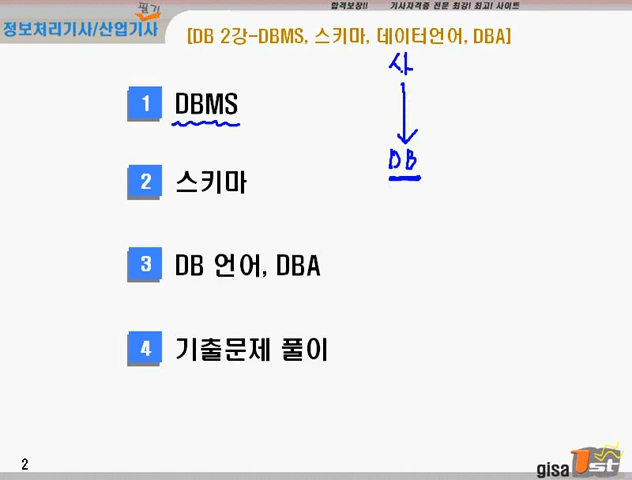 합격보장!! 기사자격증 전문 최강! 최고! 사이트
필기
정보처리기사/산업기사
[DB 2강-DBMS, 스키마, 데이터언어, DBA]
사
DB
1 DBMS
2 스키마
3 DB 언어, DBA
4 기출문제 풀이
2
gisa 1st